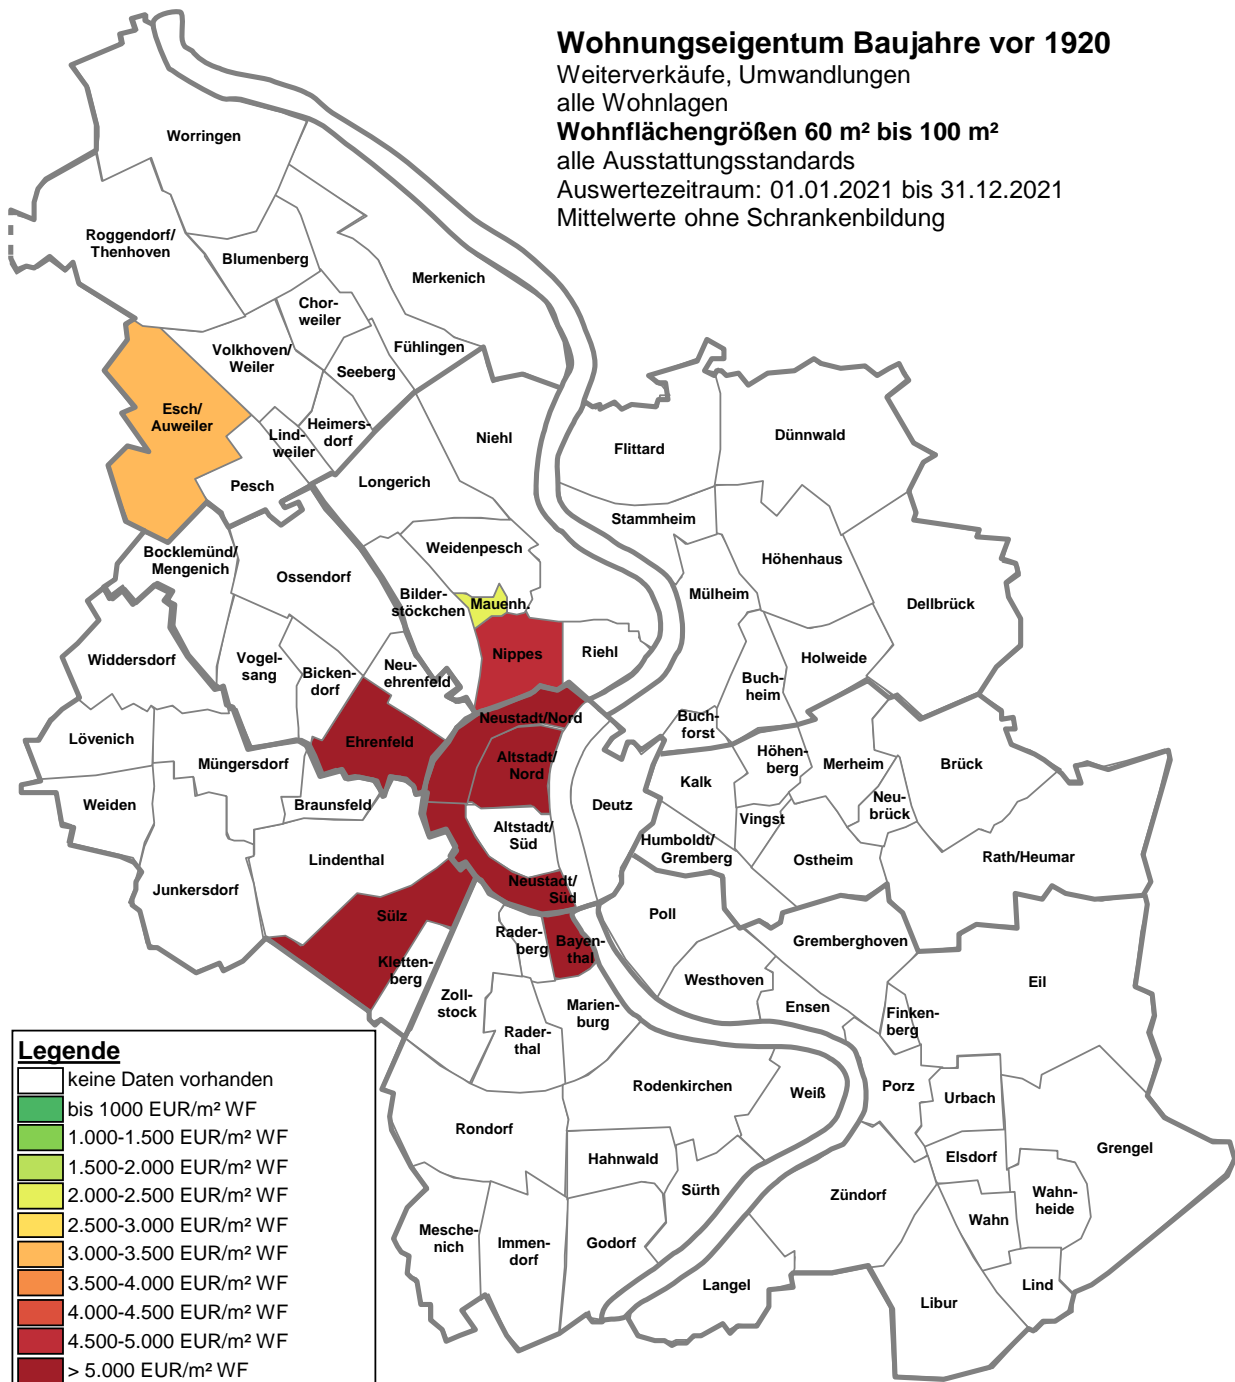 Wohnungseigentum Baujahre vor 1920
Weiterverkäufe, Umwandlungen
alle Wohnlagen
Wohnflächengrößen 60 m² bis 100 m²
alle Ausstattungsstandards
Auswertezeitraum: 01.01.2021 bis 31.12.2021
Mittelwerte ohne Schrankenbildung
Worringen
Roggendorf/
Thenhoven
Blumenberg
Merkenich
Chor-
weiler
Fühlingen
Volkhoven/
Weiler
Seeberg
Esch/
Auweiler
Heimers-
dorf
Lind-
weiler
Pesch
Niehl
Longerich
Flittard
Dünnwald
Stammheim
Höhenhaus
Weidenpesch
Bocklemünd/
Mengenich
Ossendorf
Bilder-
stöckchen
Mauenh.
Mülheim
Dellbrück
Widdersdorf
Vogel-
sang
Bicken-
dorf
Neu-
ehrenfeld
Nippes
Riehl
Holweide
Buch-
heim
Neustadt/Nord
Buch-
forst
Lövenich
Müngersdorf
Ehrenfeld
Altstadt/
Nord
Höhen-
berg
Merheim
Brück
Weiden
Braunsfeld
Deutz
Kalk
Neu-
brück
Vingst
Altstadt/
Süd
Humboldt/
Gremberg
Ostheim
Rath/Heumar
Junkersdorf
Lindenthal
Neustadt/
Süd
Sülz
Poll
Rader-
berg
Bayen-
thal
Gremberghoven
Kletten-
berg
Westhoven
Eil
Zoll-
stock
Marien-
burg
Ensen
Finken-
berg
Rader-
thal
Rodenkirchen
Weiß
Porz
Urbach
Rondorf
Grengel
Hahnwald
Elsdorf
Sürth
Zündorf
Wahn-
heide
Wahn
Mesche-
nich
Immen-
dorf
Godorf
Langel
Lind
Libur
Legende
keine Daten vorhanden
bis 1000 EUR/m² WF
1.000-1.500 EUR/m² WF
1.500-2.000 EUR/m² WF
2.000-2.500 EUR/m² WF
2.500-3.000 EUR/m² WF
3.000-3.500 EUR/m² WF
3.500-4.000 EUR/m² WF
4.000-4.500 EUR/m² WF
4.500-5.000 EUR/m² WF
> 5.000 EUR/m² WF